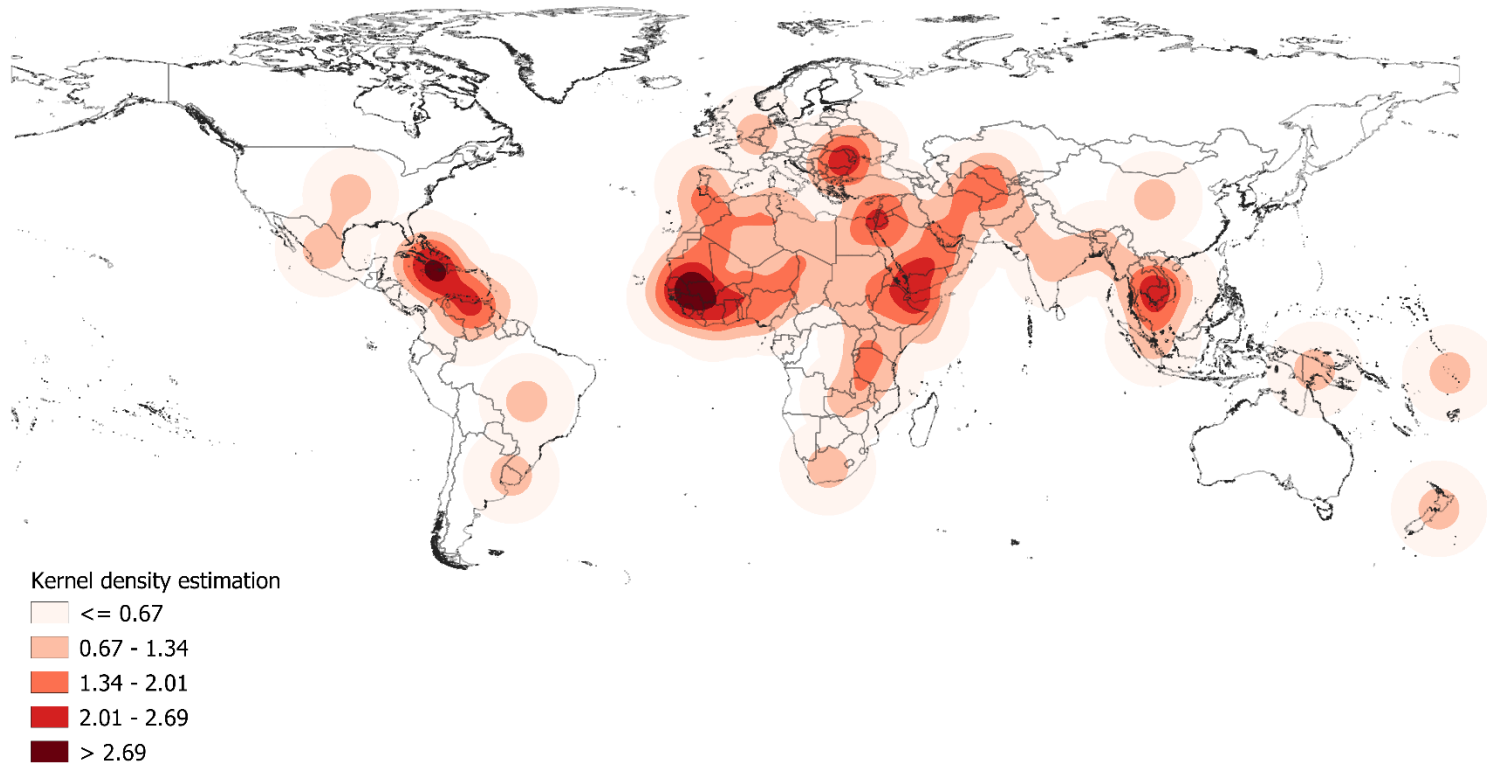 Kernel density estimation
<= 0.67
0.67 - 1.34
1.34 - 2.01
2.01 - 2.69
> 2.69